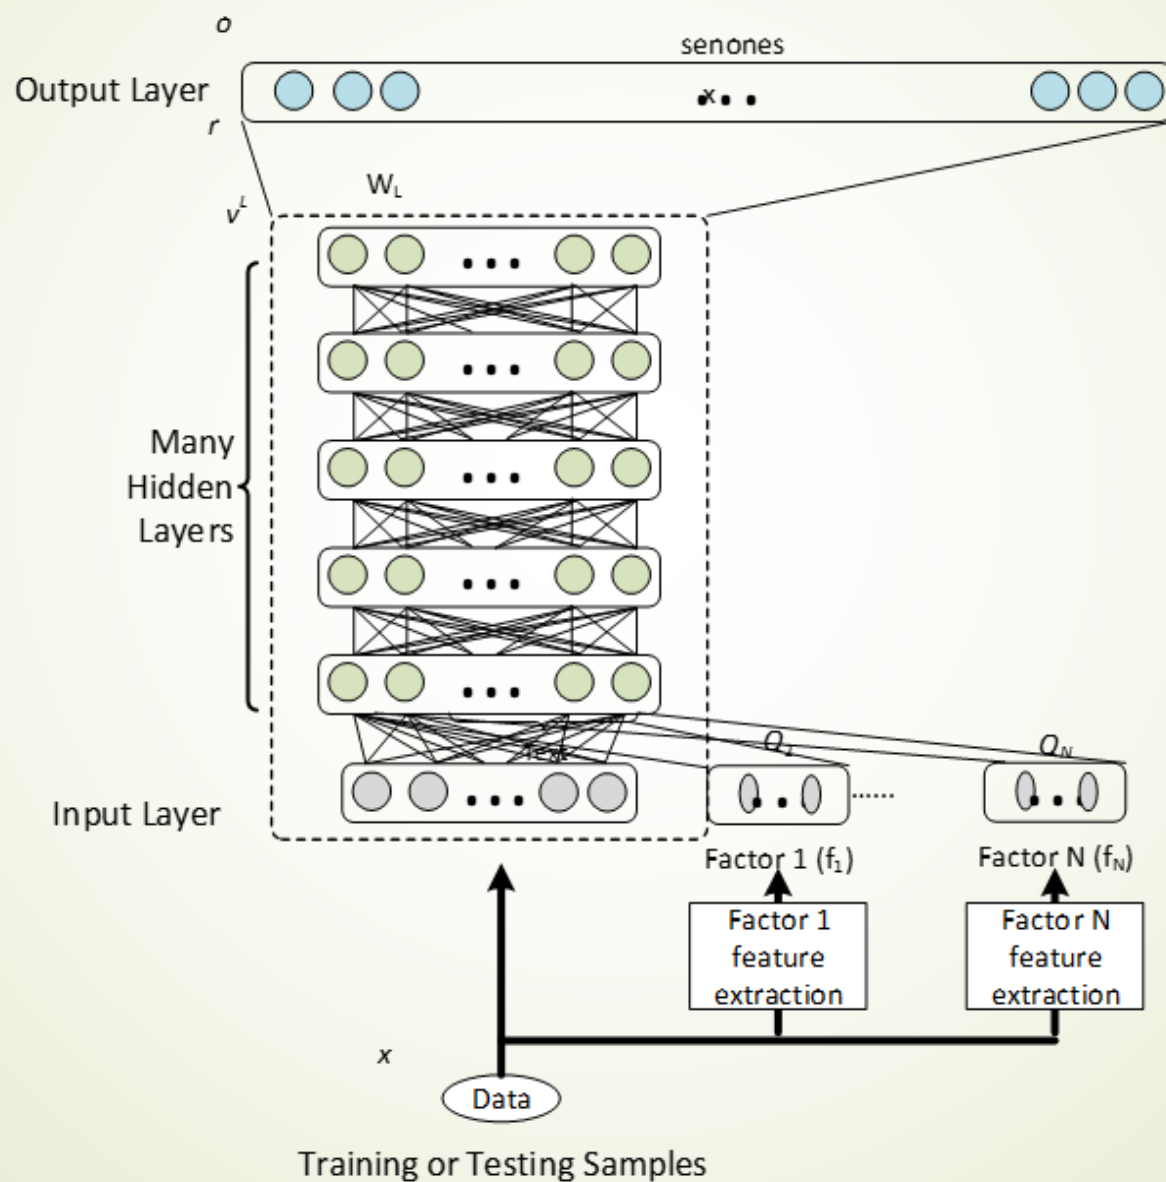 o
senones
Output Layer
x
r
W_L
v^L
Many
Hidden
Layers
Q_N
Input Layer
Factor 1 (f_1)
Factor N (f_N)
Factor 1
feature
extraction
Factor N
feature
extraction
x
Data
Training or Testing Samples